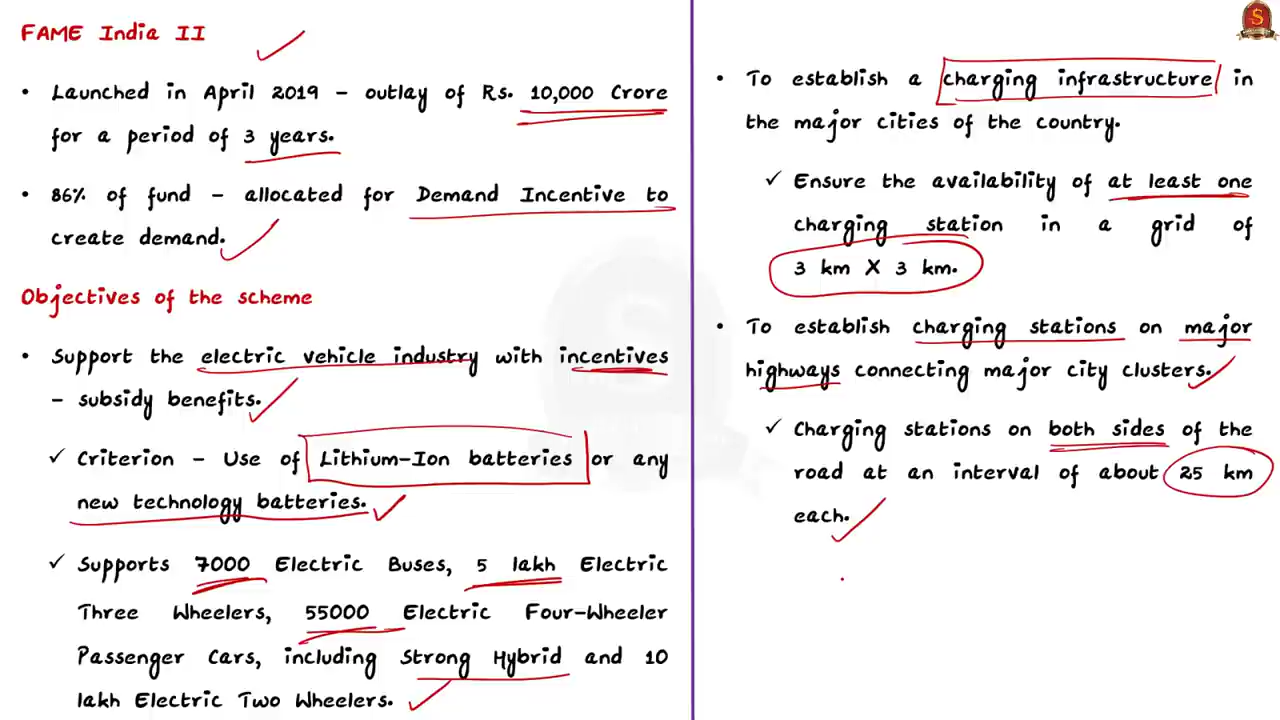 FAME India II
• Launched in April 2019 – outlay of Rs. 10,000 Crore
for a period of 3 years.
• 86% of fund – allocated for Demand Incentive to
create demand.
Objectives of the scheme
• Support the electric vehicle industry with incentives
– subsidy benefits.
✓ Criterion – Use of Lithium-Ion batteries or any
new technology batteries.
✓ Supports 7000 Electric Buses, 5 lakh Electric
Three Wheelers, 55000 Electric Four-Wheeler
Passenger Cars, including Strong Hybrid and 10
lakh Electric Two Wheelers.
• To establish a charging infrastructure in
the major cities of the country.
✓ Ensure the availability of at least one
charging station in a grid of
3 km X 3 km.
• To establish charging stations on major
highways connecting major city clusters.
✓ Charging stations on both sides of the
road at an interval of about 25 km
each.
S